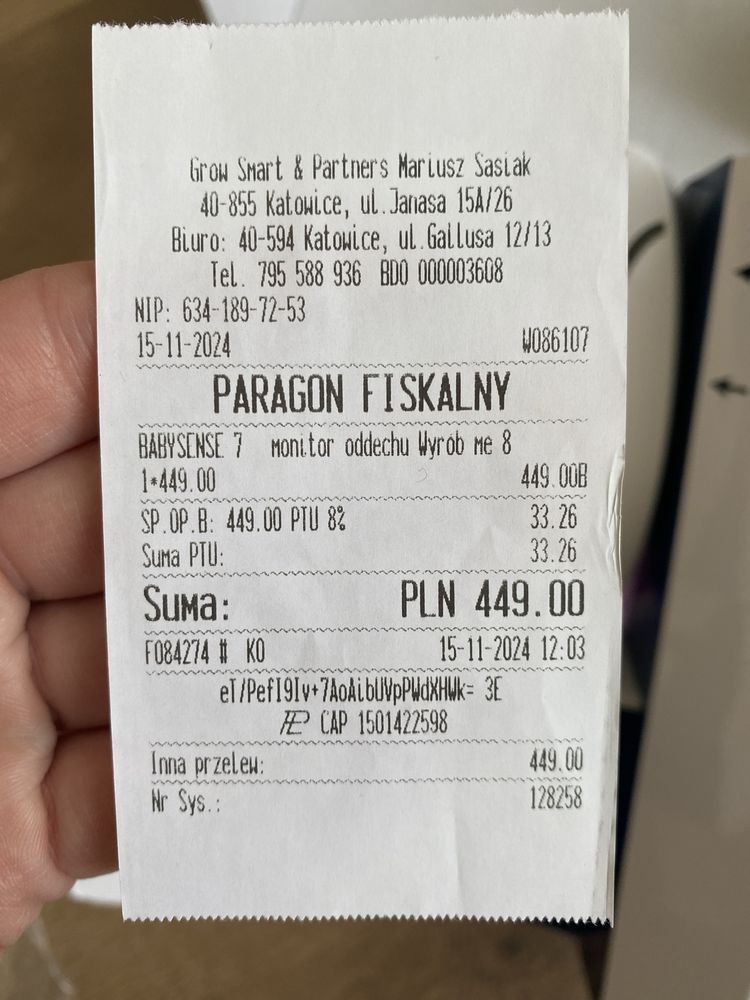 Grow Smart & Partners Mariusz Sasiak
40-855 Katowice, ul.Janasa 15A/26
Biuro: 40-594 Katowice, ul.Gallusa 12/13
Tel. 795 588 936 BDO 000003608
NIP: 634-189-72-53
15-11-2024 W086107
PARAGON FISKALNY
BABYSENSE 7 monitor oddechu Wyrób me 8
1*449.00 449.00B
SP.OP.B: 449.00 PTU 8% 33.26
Suma PTU: 33.26
Suma: PLN 449.00
F084274 # KO 15-11-2024 12:03
eT/PefI9Iv+7AoAibUVpPWdXHWk= 3E
CAP 1501422598
Inna przelew: 449,00
Nr Sys.: 128258